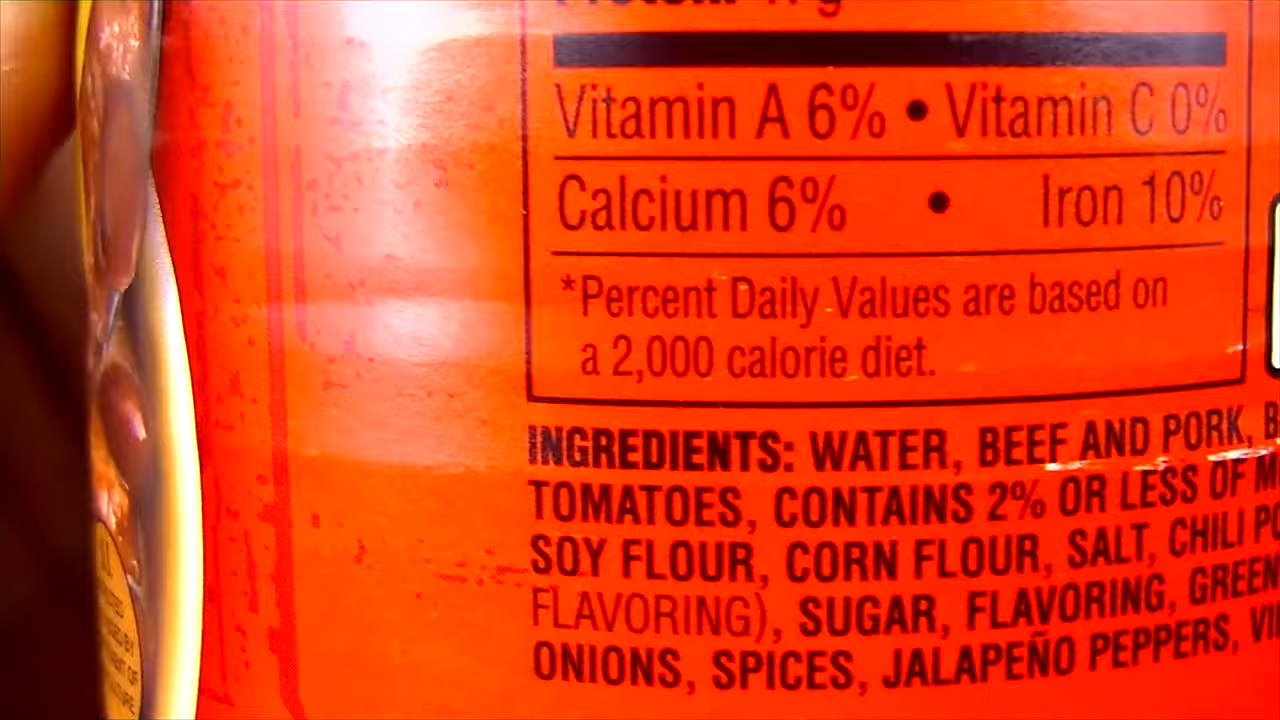 Vitamin A 6% • Vitamin C 0%
Calcium 6% • Iron 10%
*Percent Daily Values are based on
a 2,000 calorie diet.
INGREDIENTS: WATER, BEEF AND PORK,
TOMATOES, CONTAINS 2% OR LESS OF
SOY FLOUR, CORN FLOUR, SALT, CHILI
FLAVORING), SUGAR, FLAVORING, GREEN
ONIONS, SPICES, JALAPEÑO PEPPERS,